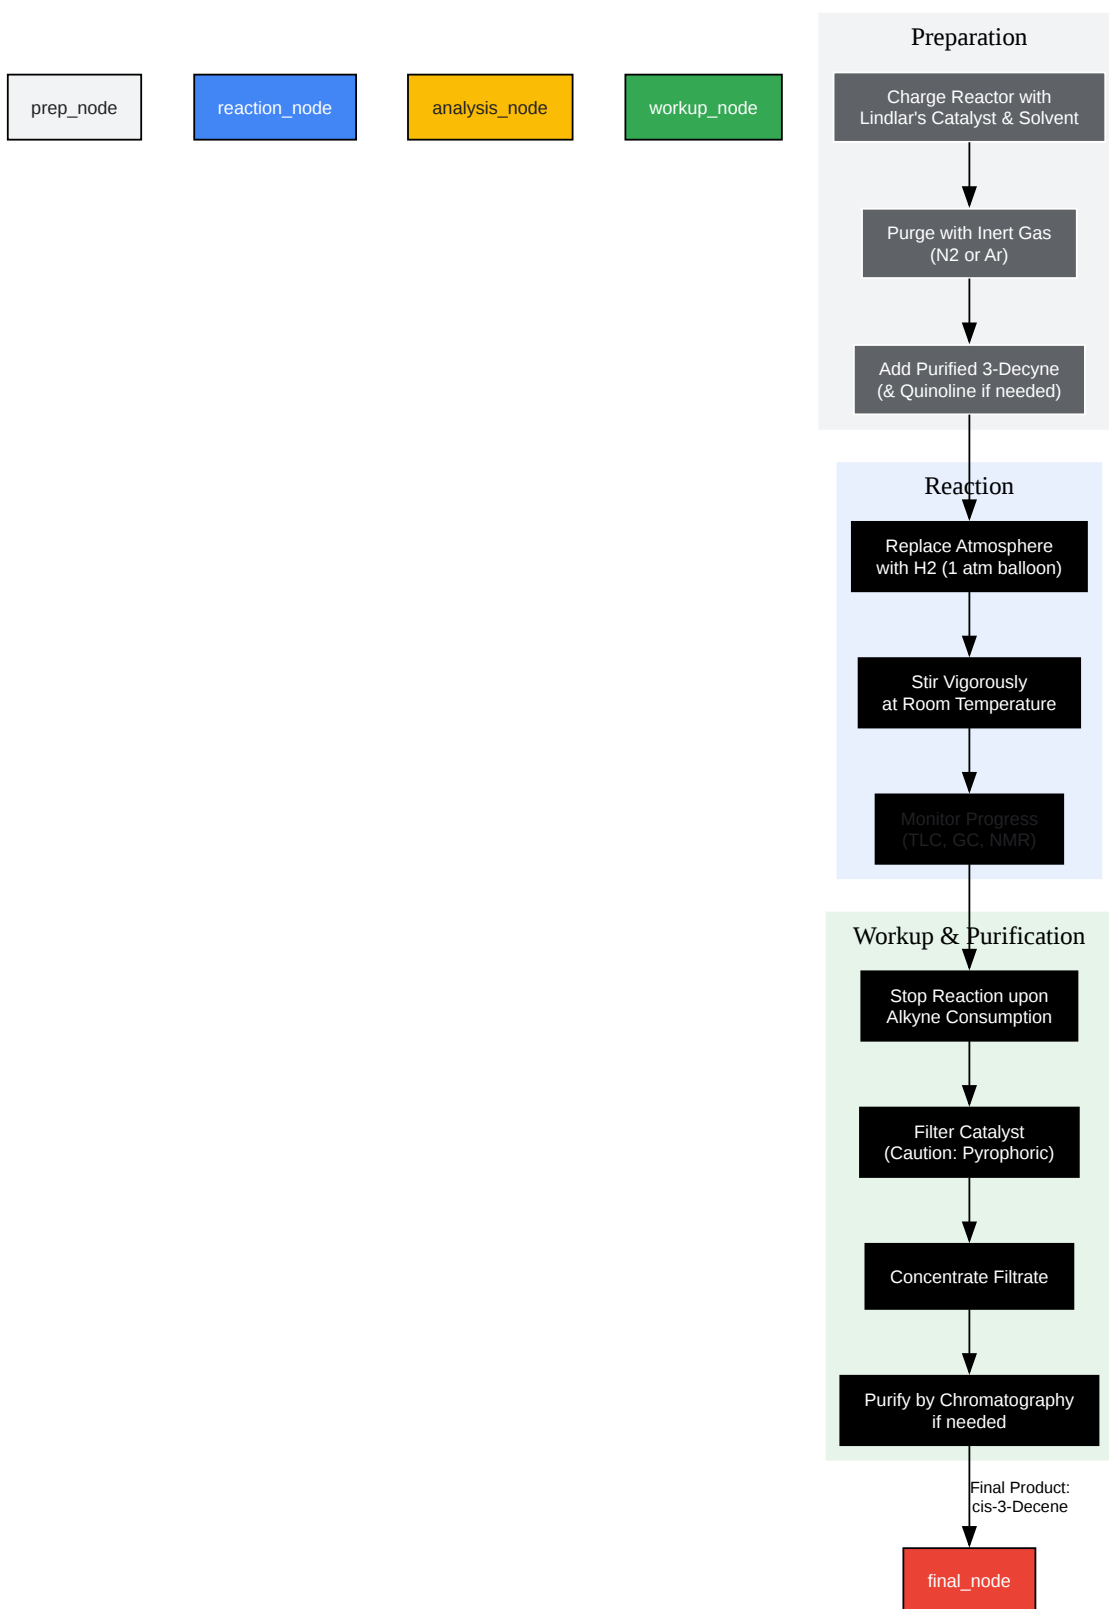 Preparation
prep_node
reaction_node
analysis_node
workup_node
Charge Reactor with
Lindlar's Catalyst & Solvent
Purge with Inert Gas
(N2 or Ar)
Add Purified 3-Decyne
(& Quinoline if needed)
Reaction
Replace Atmosphere
with H2 (1 atm balloon)
Stir Vigorously
at Room Temperature
Monitor Progress
(TLC, GC, NMR)
Workup & Purification
Stop Reaction upon
Alkyne Consumption
Filter Catalyst
(Caution: Pyrophoric)
Concentrate Filtrate
Purify by Chromatography
if needed
Final Product:
cis-3-Decene
final_node